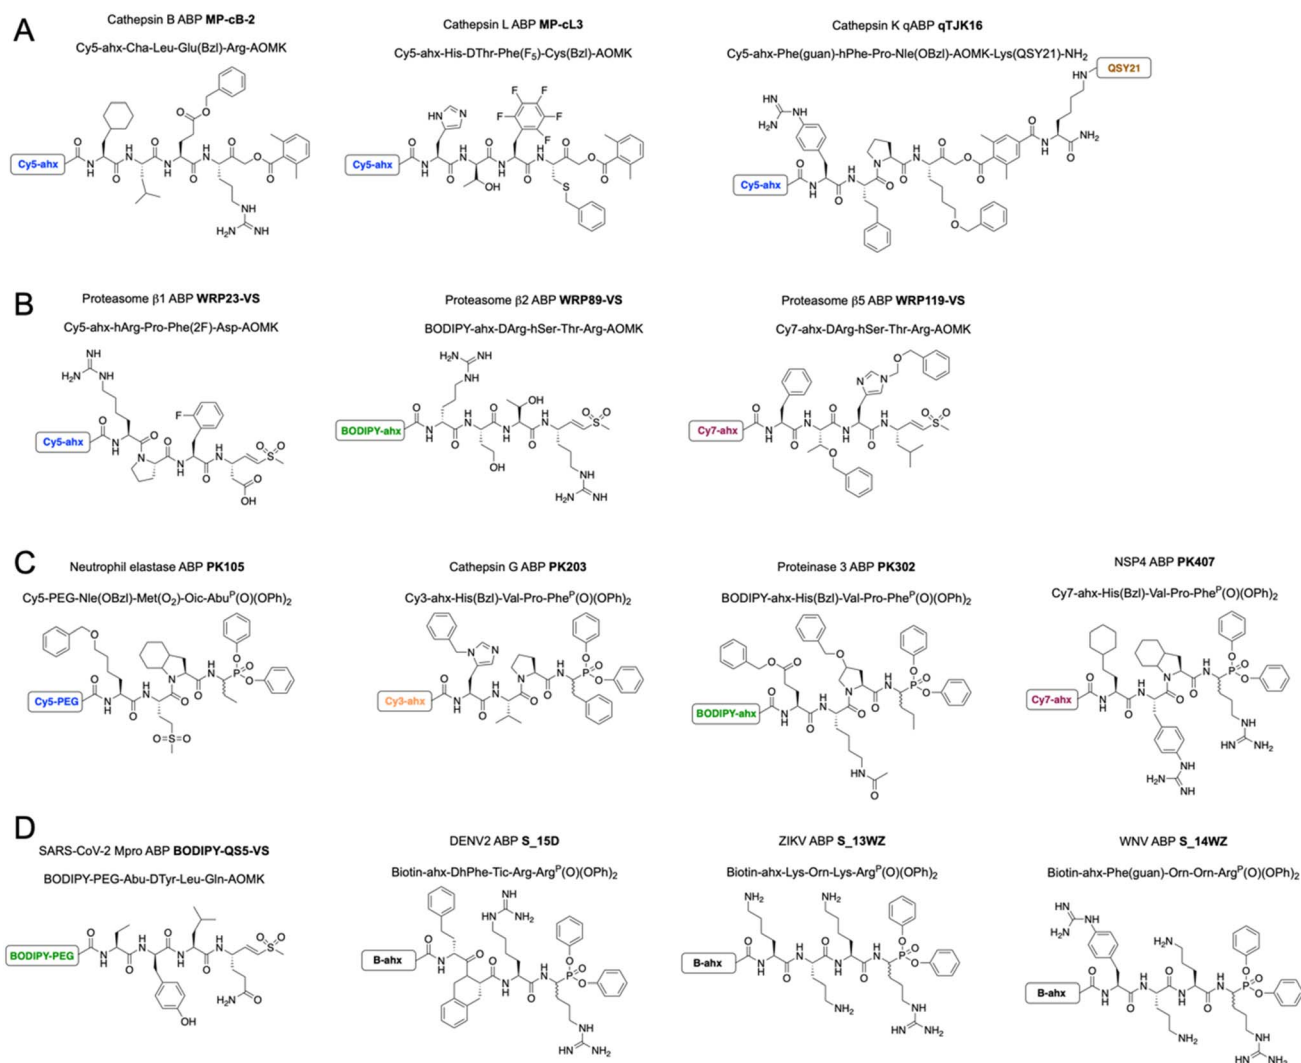 A
Cathepsin B ABP MP-cB-2
Cy5-ahx-Cha-Leu-Glu(Bzl)-Arg-AOMK
Cathepsin L ABP MP-cL3
Cy5-ahx-His-DThr-Phe(F5)-Cys(Bzl)-AOMK
Cathepsin K qABP qTJK16
Cy5-ahx-Phe(guan)-hPhe-Pro-Nle(OBzl)-AOMK-Lys(QSY21)-NH2
QSY21
Cy5-ahx
Cy5-ahx
Cy5-ahx
B
Proteasome β1 ABP WRP23-VS
Cy5-ahx-hArg-Pro-Phe(2F)-Asp-AOMK
Proteasome β2 ABP WRP89-VS
BODIPY-ahx-DArg-hSer-Thr-Arg-AOMK
Proteasome β5 ABP WRP119-VS
Cy7-ahx-DArg-hSer-Thr-Arg-AOMK
Cy5-ahx
BODIPY-ahx
Cy7-ahx
C
Neutrophil elastase ABP PK105
Cy5-PEG-Nle(OBzl)-Met(O2)-Oic-AbuP(O)(OPh)2
Cathepsin G ABP PK203
Cy3-ahx-His(Bzl)-Val-Pro-PheP(O)(OPh)2
Proteinase 3 ABP PK302
BODIPY-ahx-His(Bzl)-Val-Pro-PheP(O)(OPh)2
NSP4 ABP PK407
Cy7-ahx-His(Bzl)-Val-Pro-PheP(O)(OPh)2
Cy5-PEG
Cy3-ahx
BODIPY-ahx
Cy7-ahx
D
SARS-CoV-2 Mpro ABP BODIPY-QS5-VS
BODIPY-PEG-Abu-DTyr-Leu-Gln-AOMK
DENV2 ABP S_15D
Biotin-ahx-DhPhe-Tic-Arg-ArgP(O)(OPh)2
ZIKV ABP S_13WZ
Biotin-ahx-Lys-Orn-Lys-ArgP(O)(OPh)2
WNV ABP S_14WZ
Biotin-ahx-Phe(guan)-Orn-Orn-ArgP(O)(OPh)2
BODIPY-PEG
B-ahx
B-ahx
B-ahx